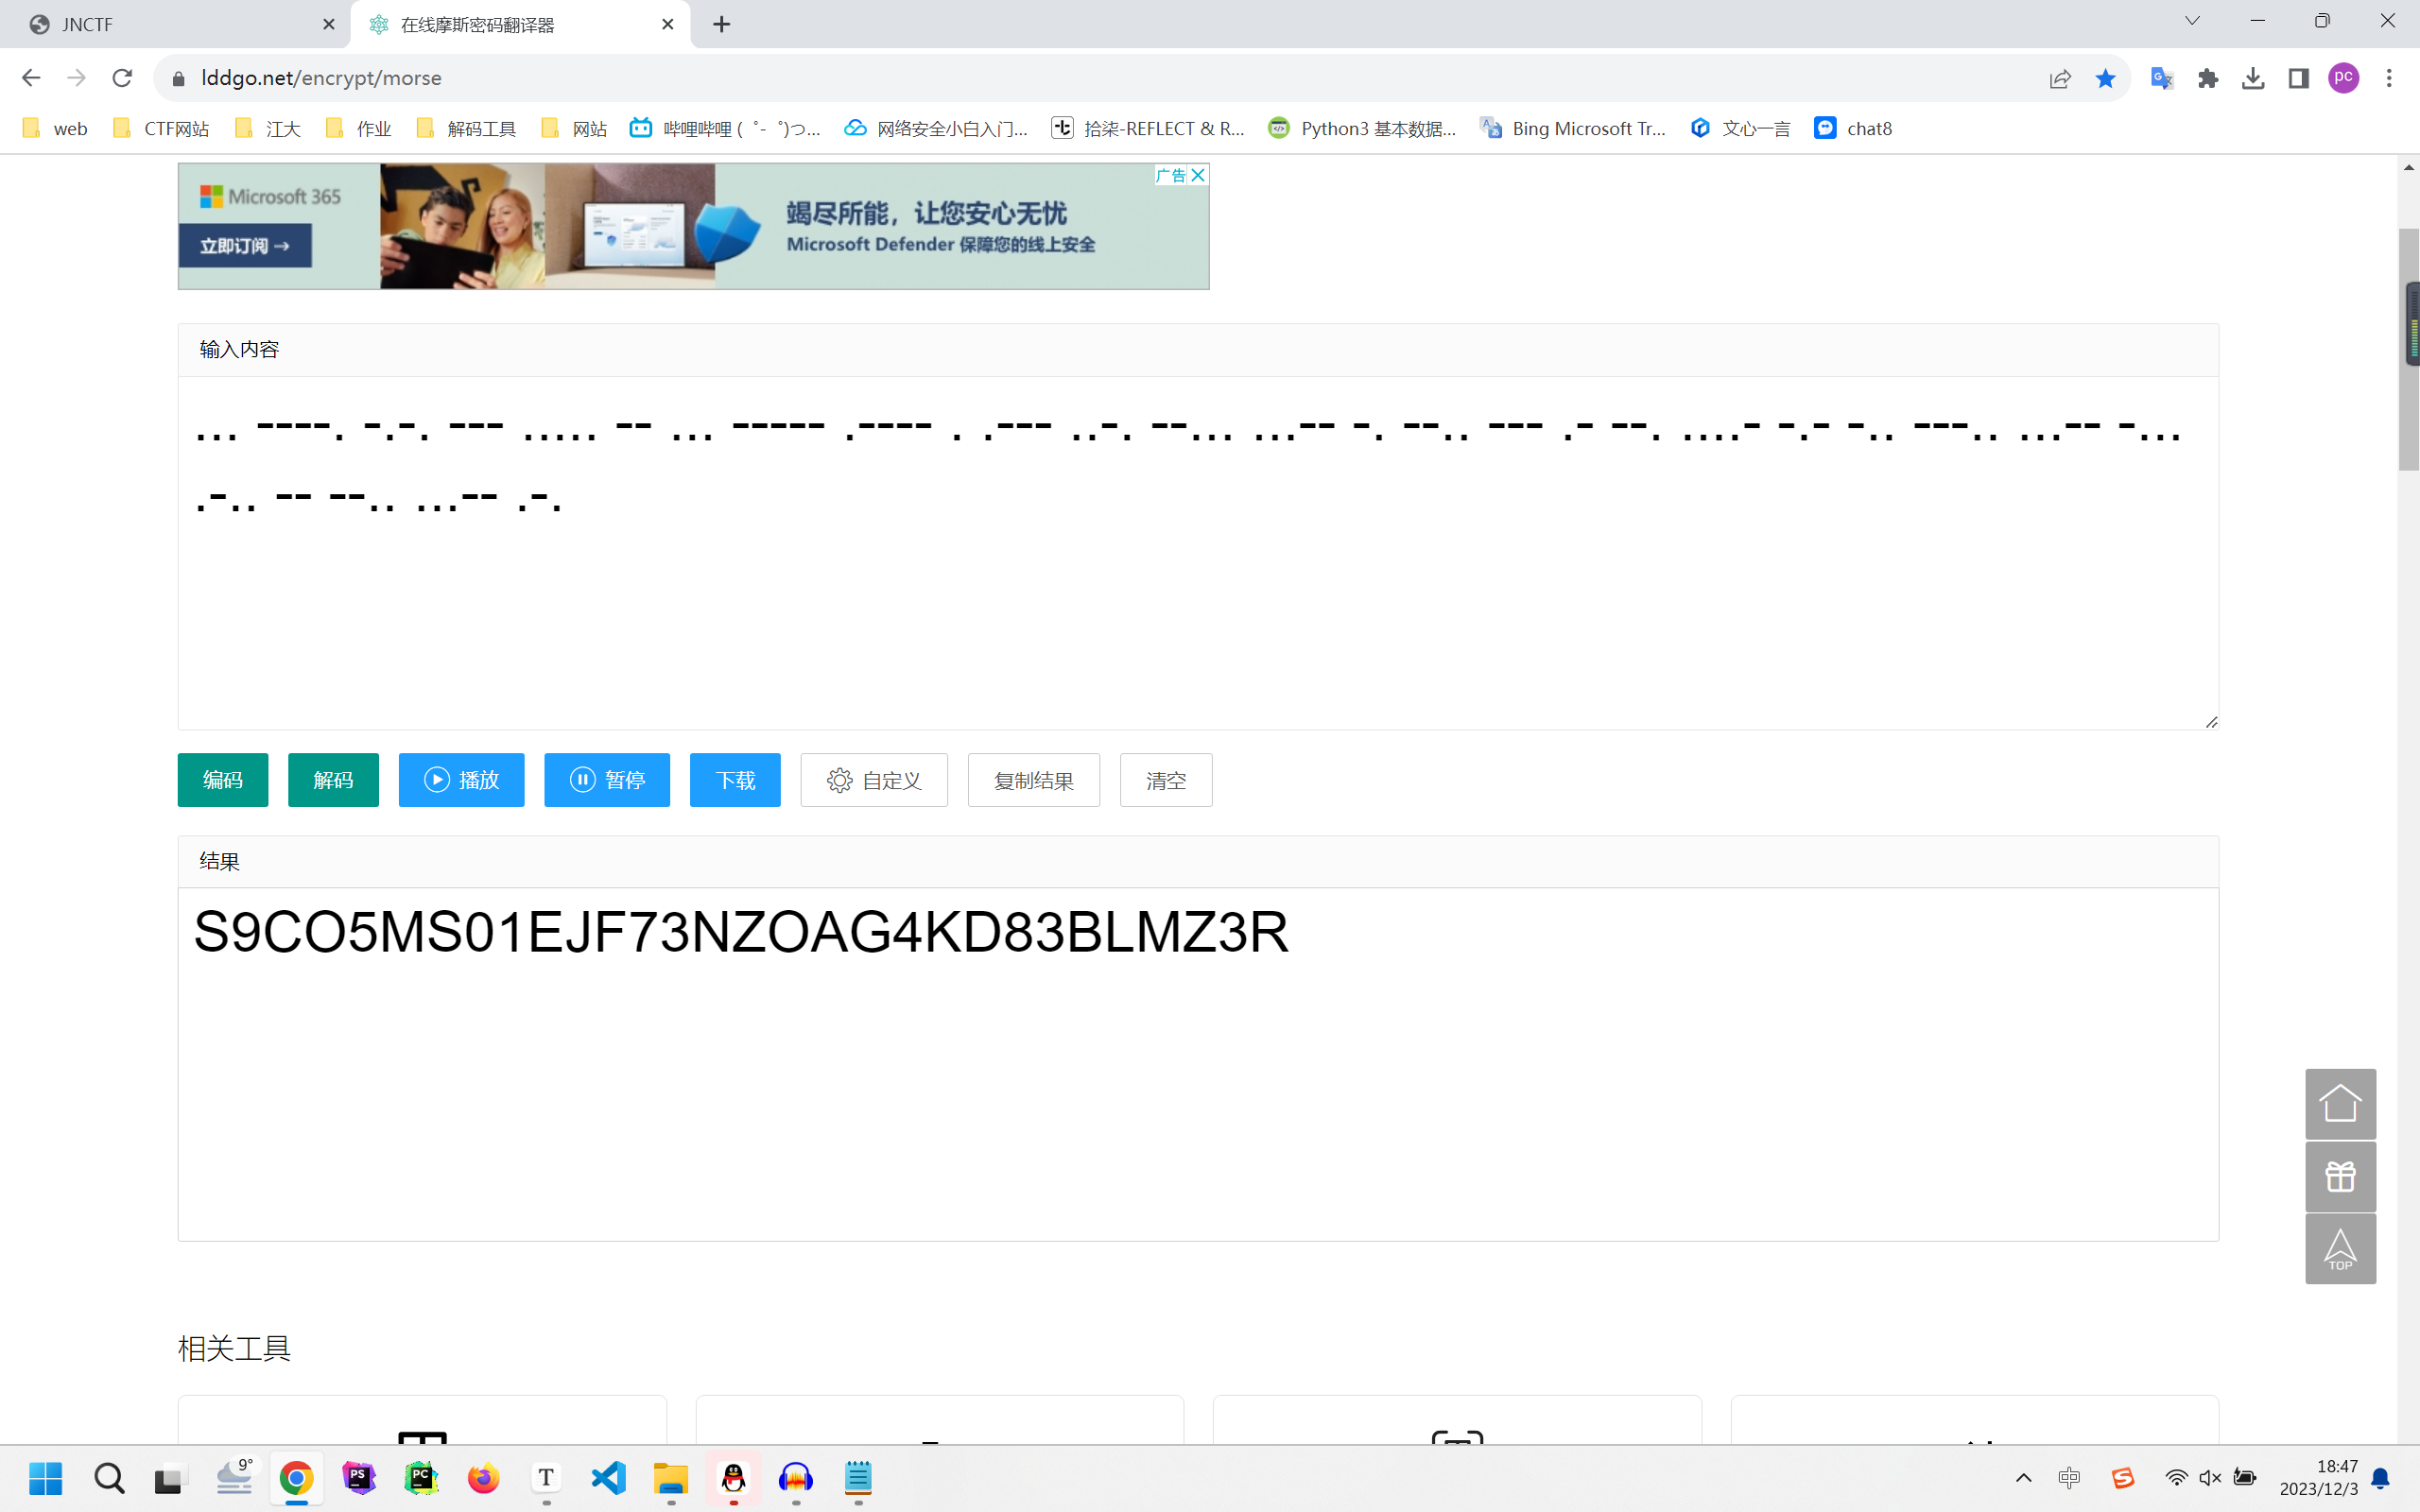 JNCTF
在线摩斯密码翻译器
lddgo.net/encrypt/morse
pc
web
CTF网站
江大
作业
解码工具
网站
哔哩哔哩 (゜-゜)つ...
网络安全小白入门...
拾柒-REFLECT & R...
Python3 基本数据...
Bing Microsoft Tr...
文心一言
chat8
Microsoft 365
立即订阅 →
竭尽所能，让您安心无忧
Microsoft Defender 保障您的线上安全
广告
输入内容
... ----. -.-. --- ..... -- ... ----- .---- . .--- ..-. --... ...-- -. --.. --- .- --. ....- -.- -.. ---.. ...-- -...
.-.. -- --.. ...-- .-.
编码
解码
播放
暂停
下载
自定义
复制结果
清空
结果
S9CO5MS01EJF73NZOAG4KD83BLMZ3R
TOP
相关工具
9°
PS
PC
T
中
S
18:47
2023/12/3